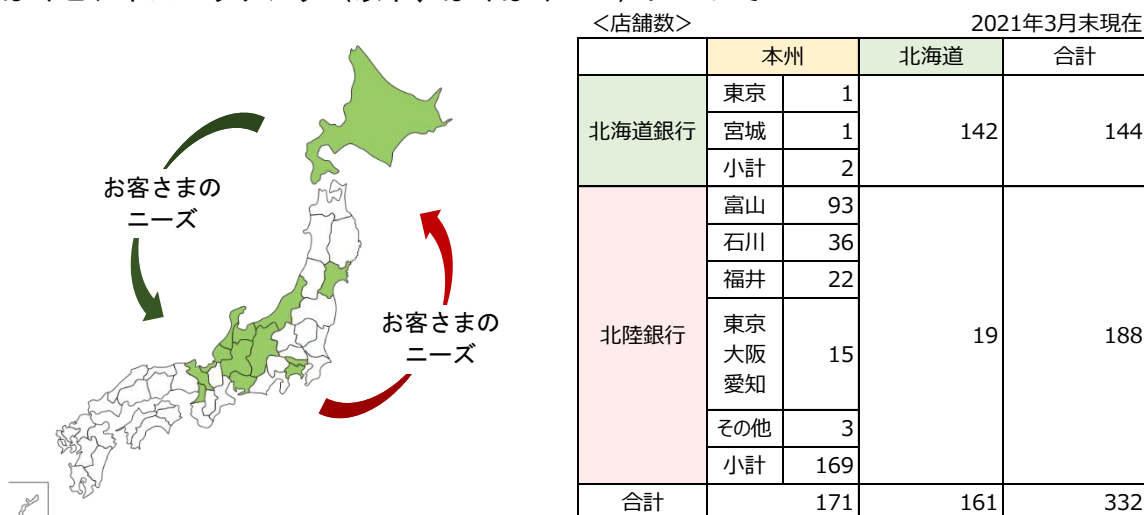 お客さまの
ニーズ
お客さまの
ニーズ
<店舗数> 2021年3月末現在
本州 北海道 合計
北海道銀行 東京 1 142 144
宮城 1
小計 2
北陸銀行 富山 93 19 188
石川 36
福井 22
東京
大阪 15
愛知
その他 3
小計 169
合計 171 161 332